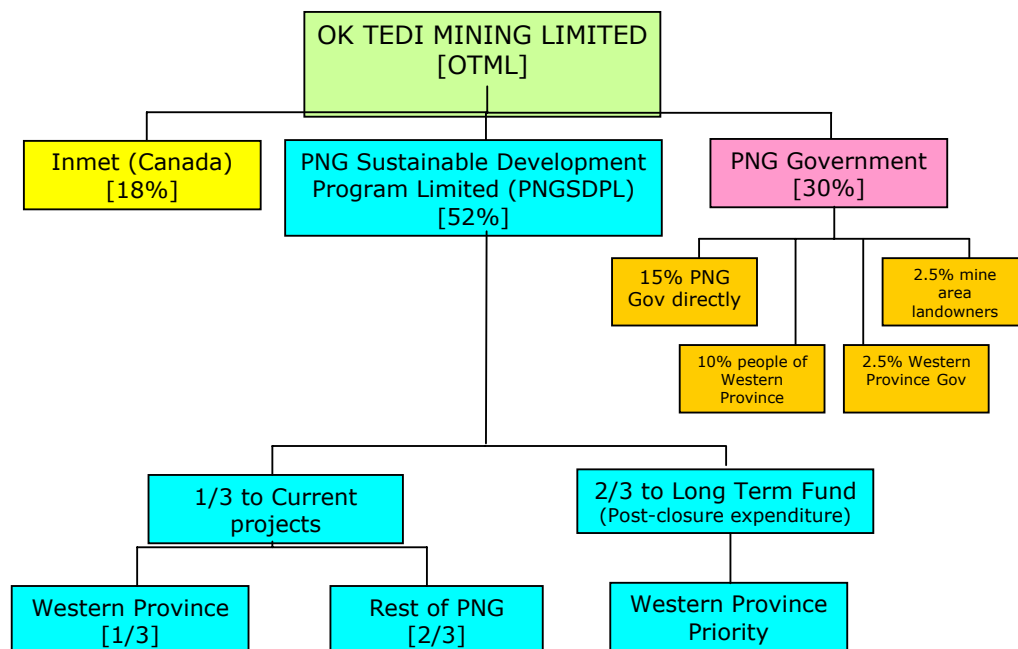 OK TEDI MINING LIMITED
[OTML]
Inmet (Canada)
[18%]
PNG Sustainable Development
Program Limited (PNGSDPL)
[52%]
PNG Government
[30%]
15% PNG
Gov directly
2.5% mine
area
landowners
10% people of
Western
Province
2.5% Western
Province Gov
1/3 to Current
projects
2/3 to Long Term Fund
(Post-closure expenditure)
Western Province
[1/3]
Rest of PNG
[2/3]
Western Province
Priority